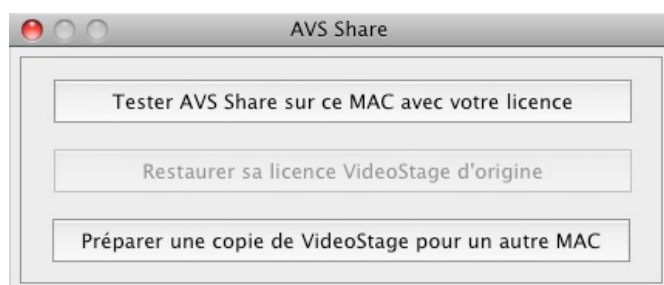 AVS Share
Tester AVS Share sur ce MAC avec votre licence
Restaurer sa licence VideoStage d'origine
Préparer une copie de VideoStage pour un autre MAC